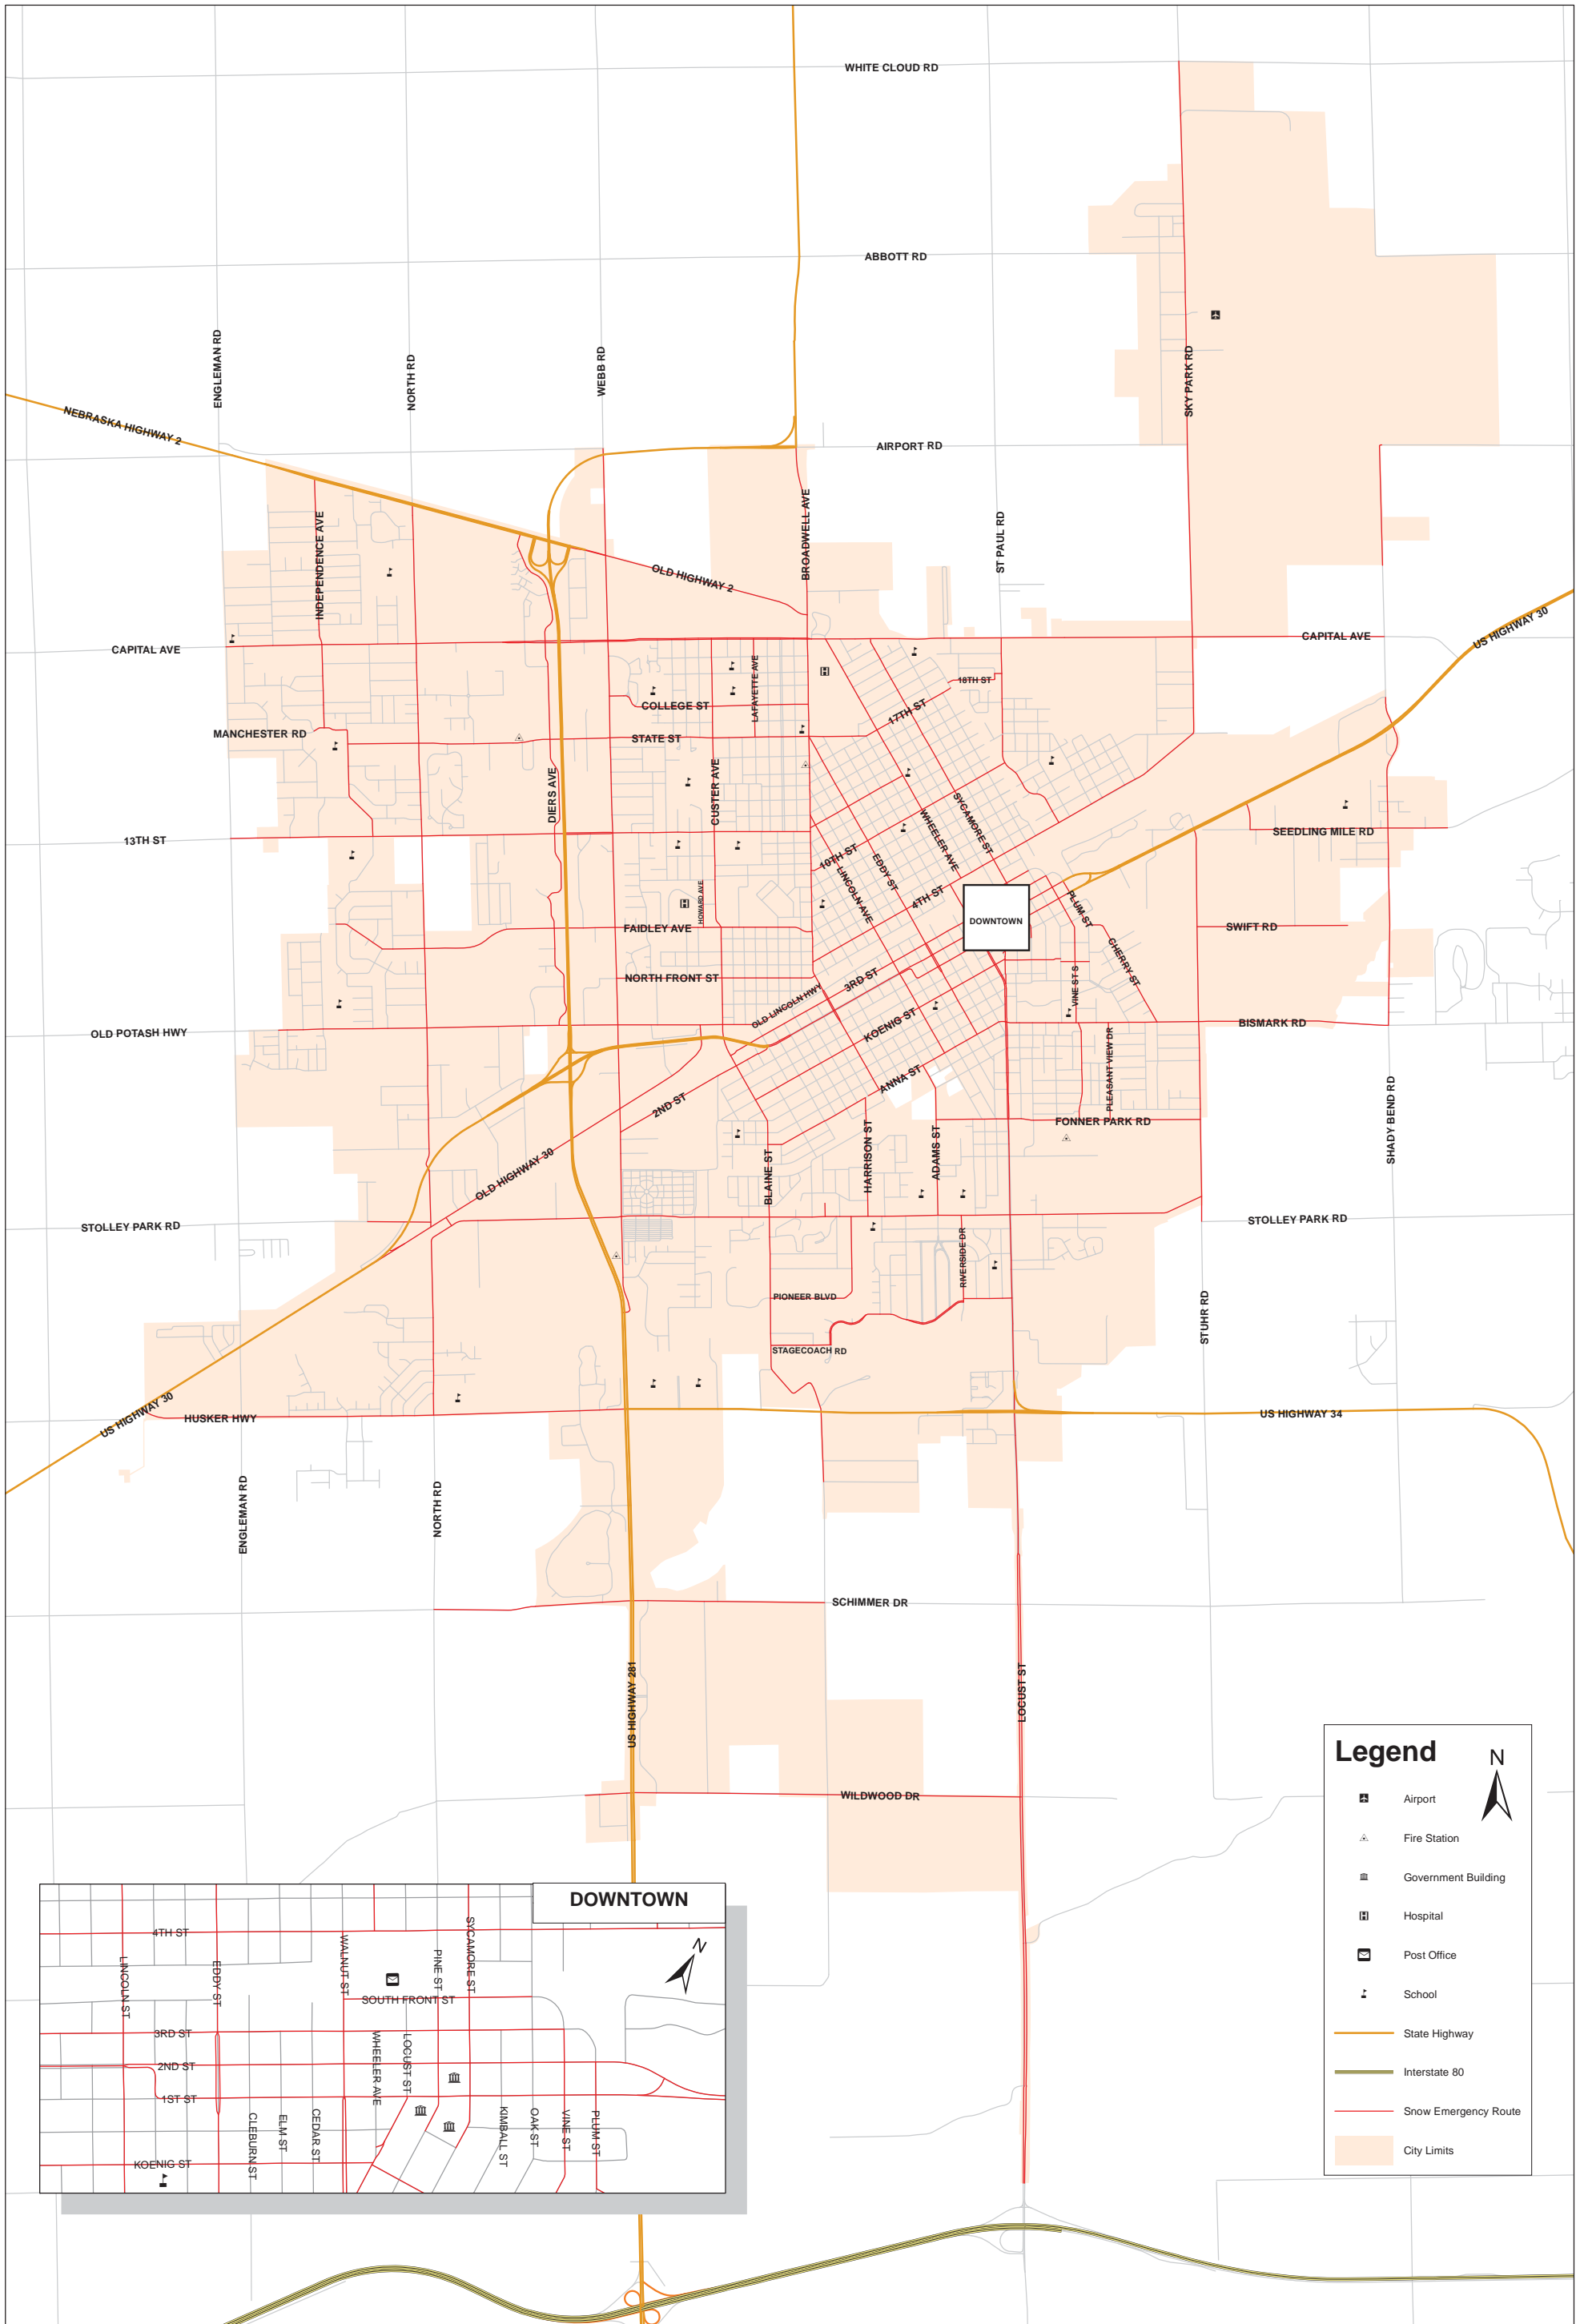 WHITE CLOUD RD
ABBOTT RD
ENGLEMAN RD
NORTH RD
WEBB RD
SKY PARK RD
NEBRASKA HIGHWAY 2
AIRPORT RD
INDEPENDENCE AVE
BROADWELL AVE
ST PAUL RD
OLD HIGHWAY 2
CAPITAL AVE
CAPITAL AVE
US HIGHWAY 30
LAFAYETTE AVE
18TH ST
COLLEGE ST
17TH ST
MANCHESTER RD
STATE ST
DIERS AVE
CUSTER AVE
SYCAMORE ST
WHEELER AVE
13TH ST
SEEDLING MILE RD
10TH ST
EDDY ST
LINCOLN AVE
4TH ST
HOWARD AVE
PLUM ST
DOWNTOWN
FAIDLEY AVE
SWIFT RD
CHERRY ST
NORTH FRONT ST
3RD ST
VINE ST S
OLD LINCOLN HWY
KOENIG ST
OLD POTASH HWY
BISMARK RD
PLEASANT VIEW DR
ANNA ST
2ND ST
FONNER PARK RD
SHADY BEND RD
HARRISON ST
ADAMS ST
BLAINE ST
OLD HIGHWAY 30
STOLLEY PARK RD
STOLLEY PARK RD
RIVERSIDE DR
PIONEER BLVD
STUHR RD
STAGECOACH RD
US HIGHWAY 30
HUSKER HWY
US HIGHWAY 34
ENGLEMAN RD
NORTH RD
SCHIMMER DR
US HIGHWAY 281
LOCUST ST
WILDWOOD DR
Legend
N
Airport
Fire Station
Government Building
Hospital
Post Office
School
State Highway
Interstate 80
Snow Emergency Route
City Limits
DOWNTOWN
N
4TH ST
LINCOLN ST
EDDY ST
WALNUT ST
PINE ST
SYCAMORE ST
SOUTH FRONT ST
3RD ST
WHEELER AVE
LOCUST ST
2ND ST
1ST ST
CLEBURN ST
ELM ST
CEDAR ST
KIMBALL ST
OAK ST
VINE ST
PLUM ST
KOENIG ST